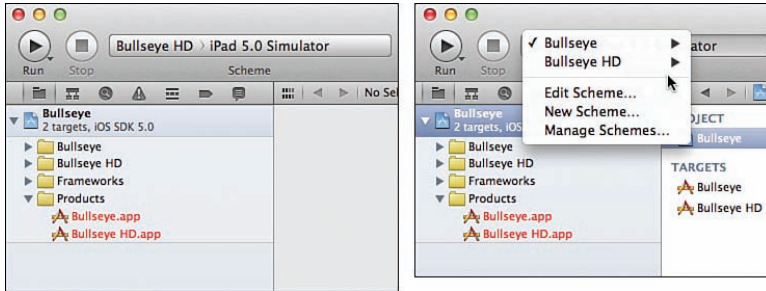 Bullseye HD > iPad 5.0 Simulator
Run
Stop
Scheme
No Sel
Bullseye
2 targets, iOS SDK 5.0
Bullseye
Bullseye HD
Frameworks
Products
Bullseye.app
Bullseye HD.app
ator
Run
Stop
✓ Bullseye
Bullseye HD
Edit Scheme...
New Scheme...
Manage Schemes...
Bullseye
2 targets, iOS
Bullseye
Bullseye HD
Frameworks
Products
Bullseye.app
Bullseye HD.app
OJECT
Bullseye
TARGETS
Bullseye
Bullseye HD